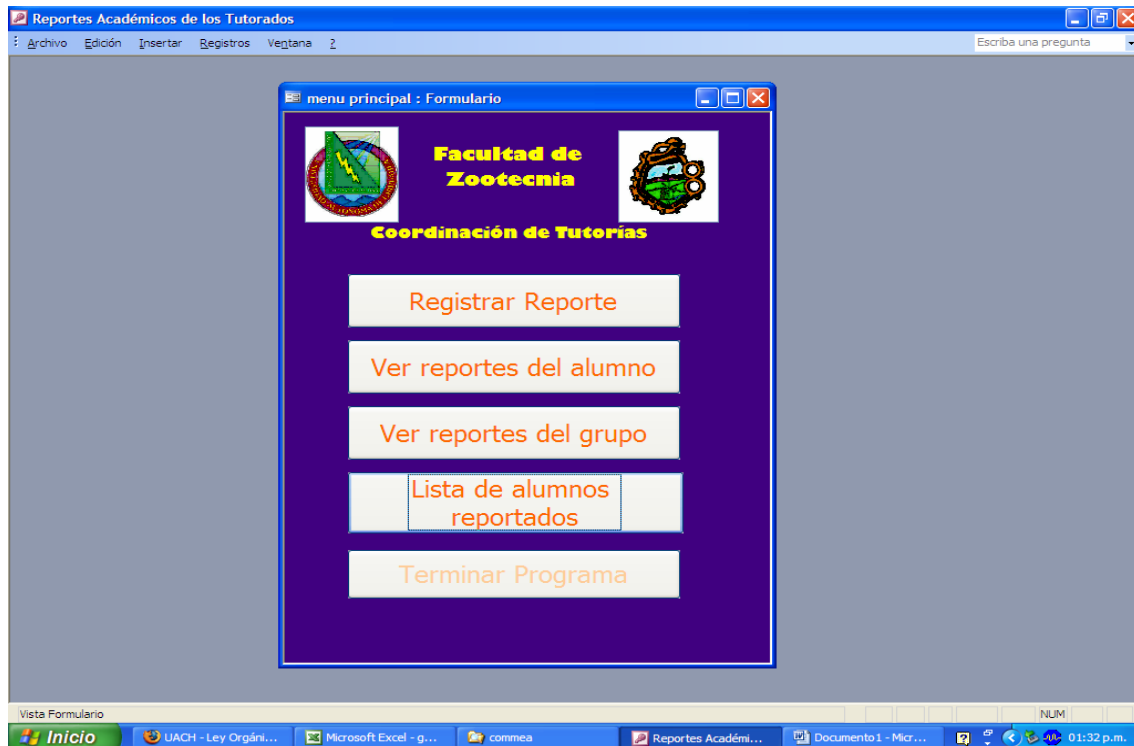 Reportes Académicos de los Tutorados
Archivo Edición Insertar Registros Ventana ?
Escriba una pregunta
menu principal : Formulario
Facultad de
Zootecnia
Coordinación de Tutorías
Registrar Reporte
Ver reportes del alumno
Ver reportes del grupo
Lista de alumnos
reportados
Terminar Programa
Vista Formulario
NUM
Inicio
UACH - Ley Orgáni...
Microsoft Excel - g...
commea
Reportes Académi...
Documento1 - Micr...
01:32 p.m.